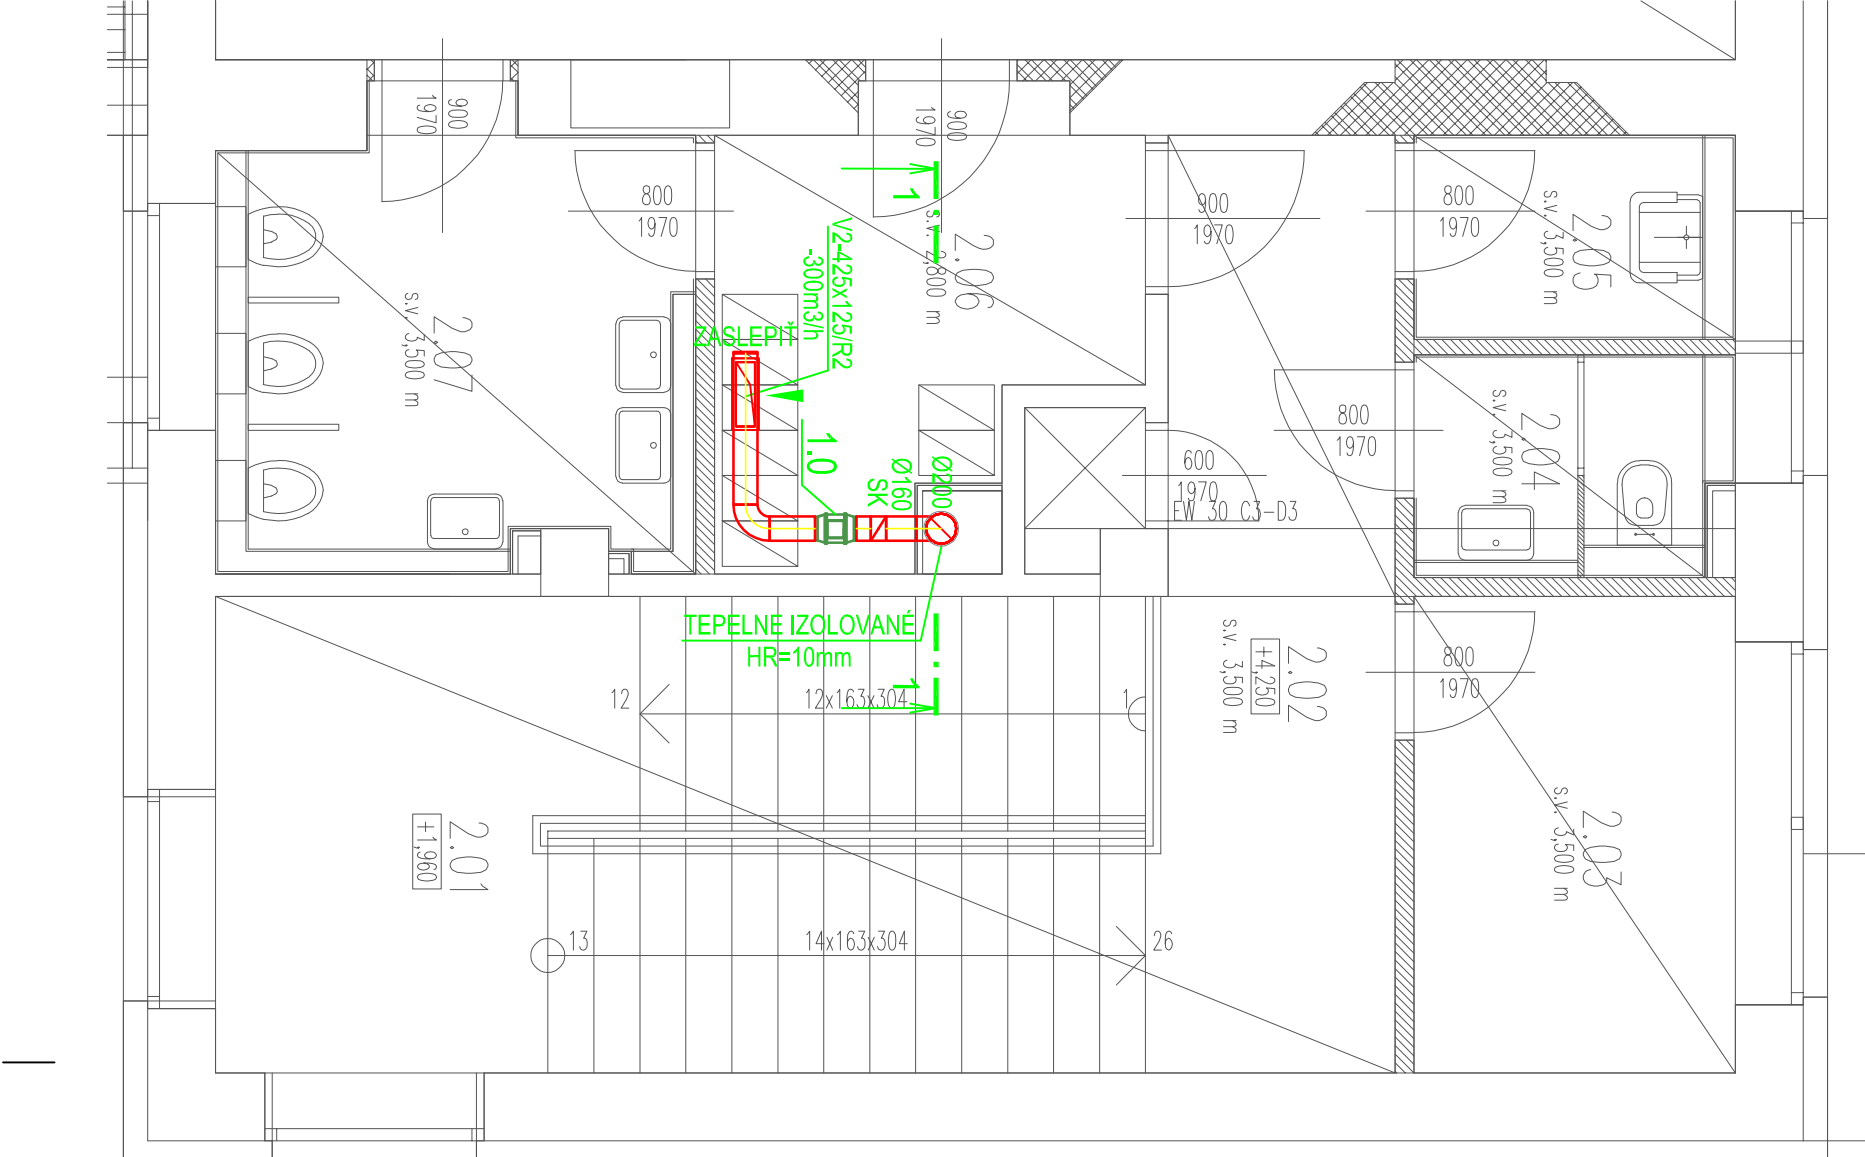 900
1970
900
1970
800
1970
900
1970
800
1970
2.05
s.v. 3,500 m
1
2.06
s.v. 2,800 m
V2-425x125/R2
-300m3/h
ZASLEPIŤ
2.07
s.v. 3,500 m
1.0
Ø200
Ø160
SK
600
1970
EW 30 C3-D3
800
1970
2.04
s.v. 3,500 m
TEPELNE IZOLOVANÉ
HR=10mm
12
12x163x304
1
1
2.02
+4,250
s.v. 3,500 m
800
1970
2.03
s.v. 3,500 m
2.01
+1,960
13
14x163x304
26